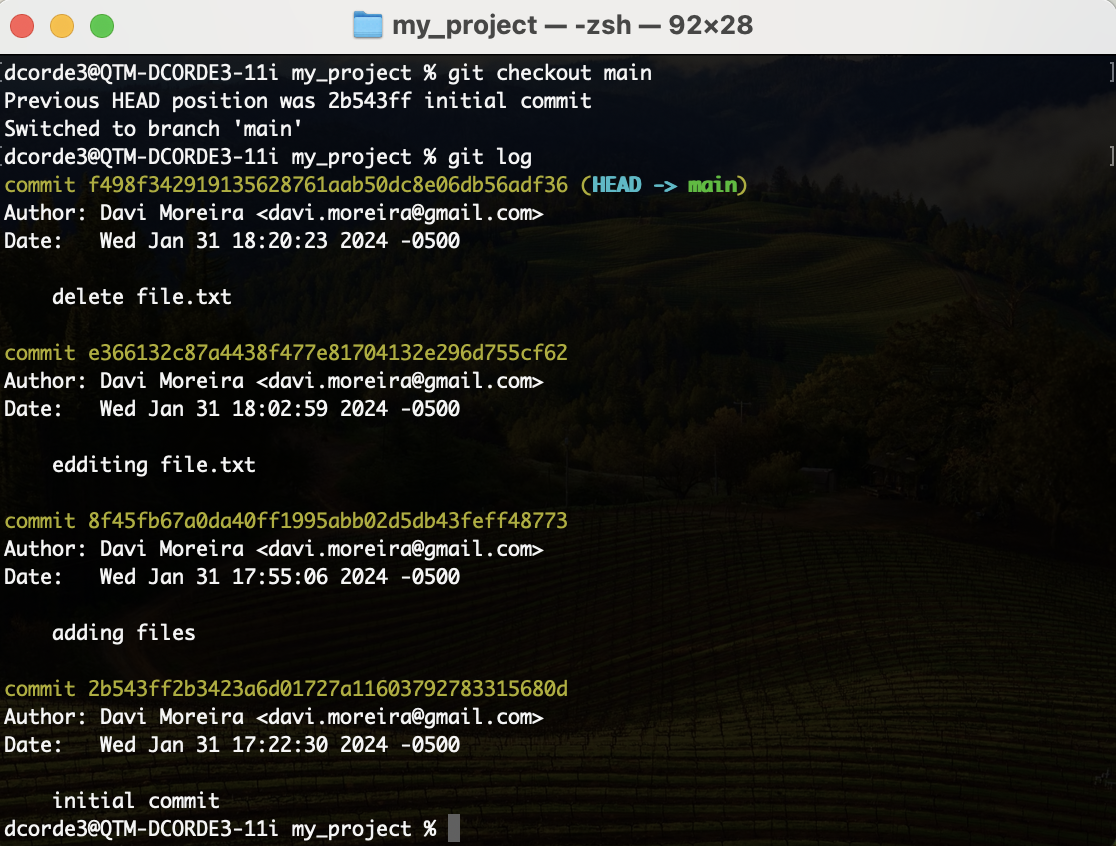 my_project — -zsh — 92×28
[dcorde3@QTM-DCORDE3-11i my_project % git checkout main ]
Previous HEAD position was 2b543ff initial commit
Switched to branch 'main'
[dcorde3@QTM-DCORDE3-11i my_project % git log ]
commit f498f342919135628761aab50dc8e06db56adf36 (HEAD -> main)
Author: Davi Moreira <davi.moreira@gmail.com>
Date:   Wed Jan 31 18:20:23 2024 -0500
    delete file.txt
commit e366132c87a4438f477e81704132e296d755cf62
Author: Davi Moreira <davi.moreira@gmail.com>
Date:   Wed Jan 31 18:02:59 2024 -0500
    edditing file.txt
commit 8f45fb67a0da40ff1995abb02d5db43feff48773
Author: Davi Moreira <davi.moreira@gmail.com>
Date:   Wed Jan 31 17:55:06 2024 -0500
    adding files
commit 2b543ff2b3423a6d01727a11603792783315680d
Author: Davi Moreira <davi.moreira@gmail.com>
Date:   Wed Jan 31 17:22:30 2024 -0500
    initial commit
dcorde3@QTM-DCORDE3-11i my_project %